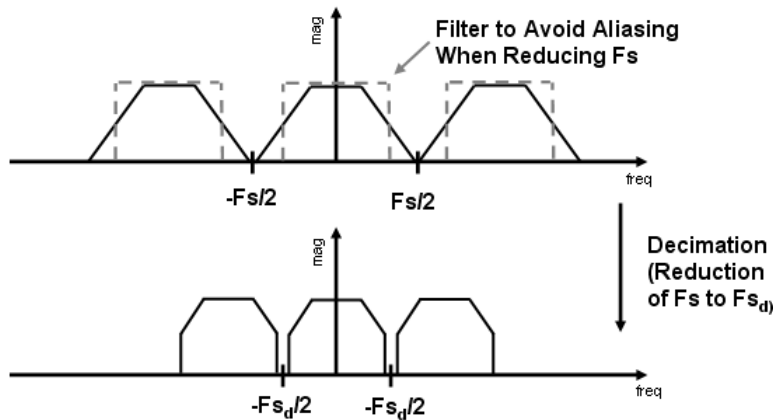 mag
Filter to Avoid Aliasing
When Reducing Fs
-Fs/2
Fs/2
freq
mag
Decimation
(Reduction
of Fs to Fsd)
-Fsd/2
-Fsd/2
freq